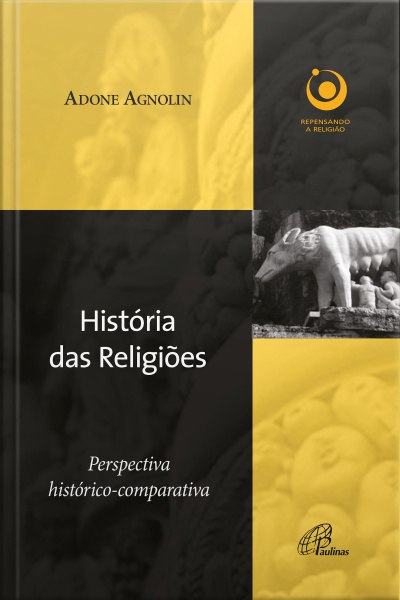 ADONE AGNOLIN
REPENSANDO
A RELIGIÃO
História
das Religiões
Perspectiva
histórico-comparativa
Paulinas